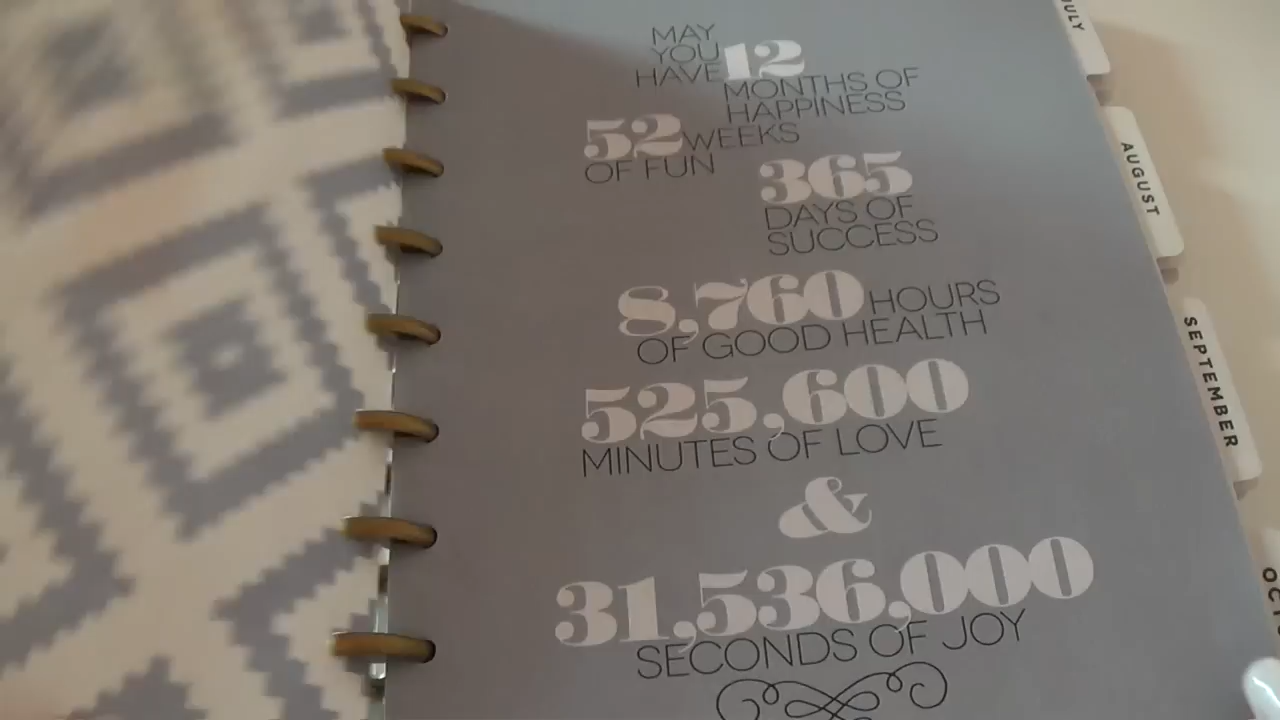 MAY
YOU
HAVE 12
MONTHS OF
HAPPINESS
52 WEEKS
OF FUN
365
DAYS OF
SUCCESS
8,760 HOURS
OF GOOD HEALTH
525,600
MINUTES OF LOVE
&
31,536,000
SECONDS OF JOY
JULY
AUGUST
SEPTEMBER